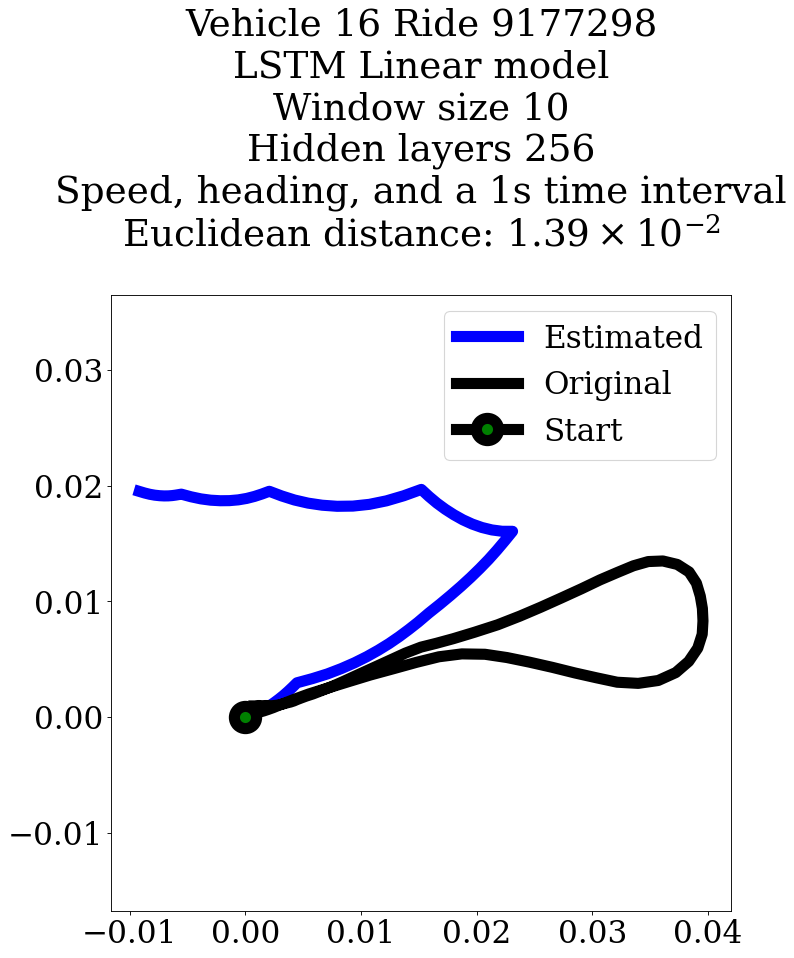 Vehicle 16 Ride 9177298
LSTM Linear model
Window size 10
Hidden layers 256
Speed, heading, and a 1s time interval
Euclidean distance: 1.39 × 10⁻²
Estimated
Original
Start
0.03
0.02
0.01
0.00
−0.01
−0.01 0.00 0.01 0.02 0.03 0.04